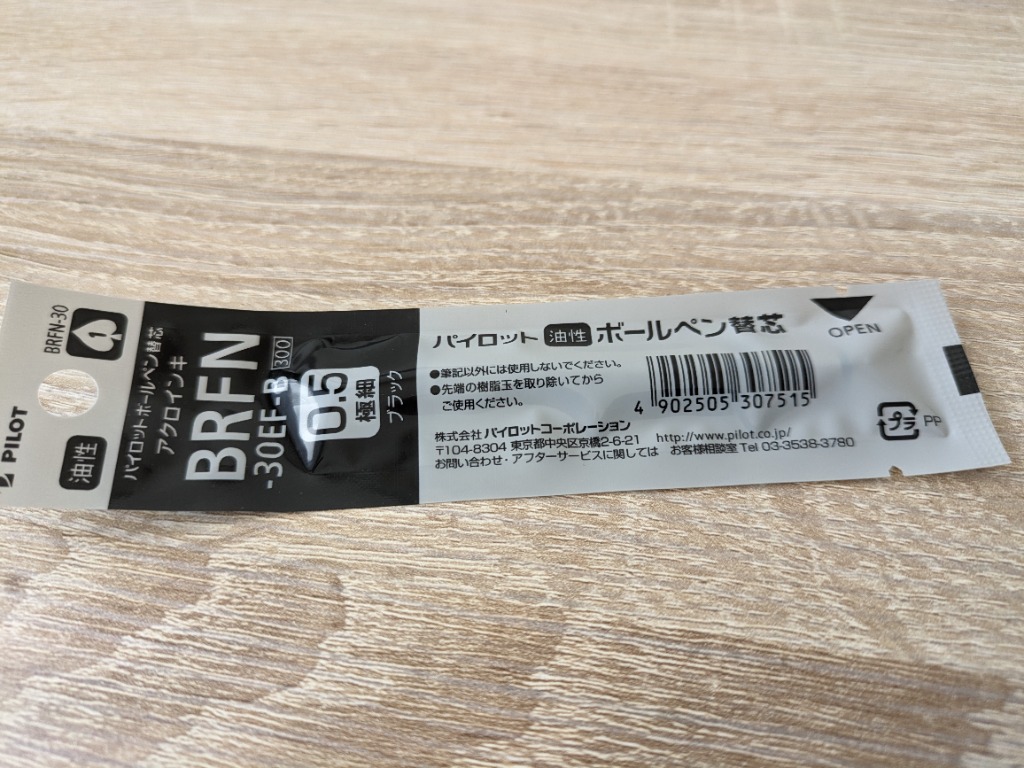 PILOT
BRFN-30
1
油性
パイロットボールペン替芯
アクロインキ
BRFN
-30EF-B 300
0.5
極細
ブラック
パイロット 油性 ボールペン替芯
●筆記以外には使用しないでください。
●先端の樹脂玉を取り除いてから
ご使用ください。
4 902505 307515
OPEN
プラ PP
株式会社 パイロットコーポレーション
〒104-8304 東京都中央区京橋2-6-21 http://www.pilot.co.jp/
お問い合わせ・アフターサービスに関しては お客様相談室 Tel 03-3538-3780